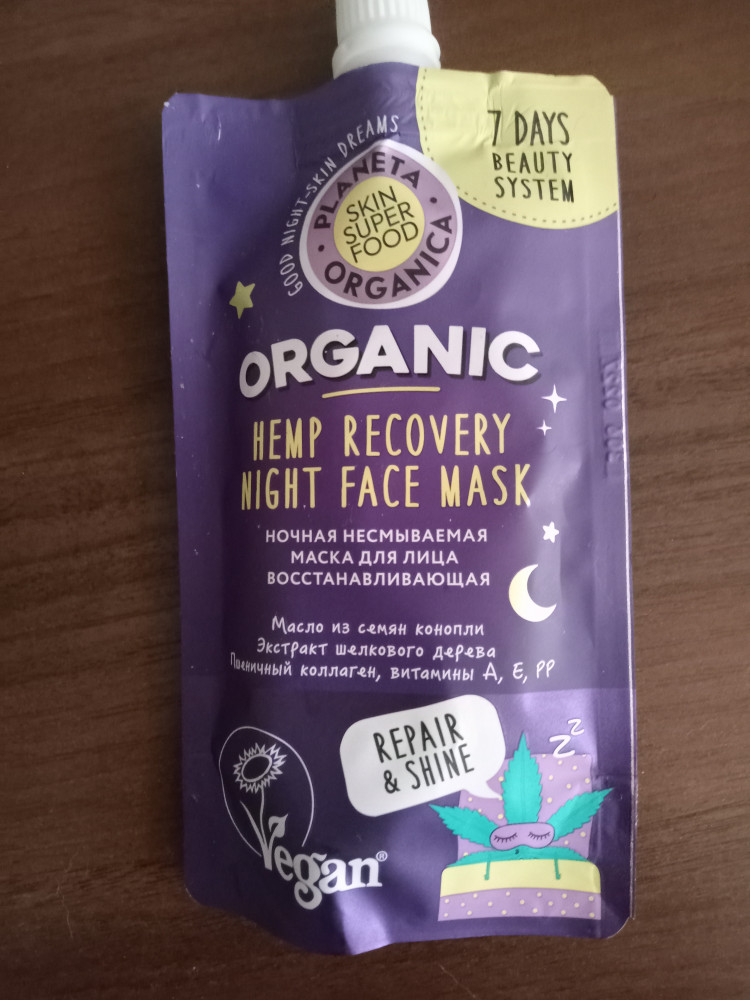 GOOD NIGHT-SKIN DREAMS
PLANETA
SKIN
SUPER
FOOD
ORGANICA
7 DAYS
BEAUTY
SYSTEM
ORGANIC
HEMP RECOVERY
NIGHT FACE MASK
НОЧНАЯ НЕСМЫВАЕМАЯ
МАСКА ДЛЯ ЛИЦА
ВОССТАНАВЛИВАЮЩАЯ
Масло из семян конопли
Экстракт шелкового дерева
Пшеничный коллаген, витамины А, Е, РР
REPAIR
& SHINE
zz
Vegan®